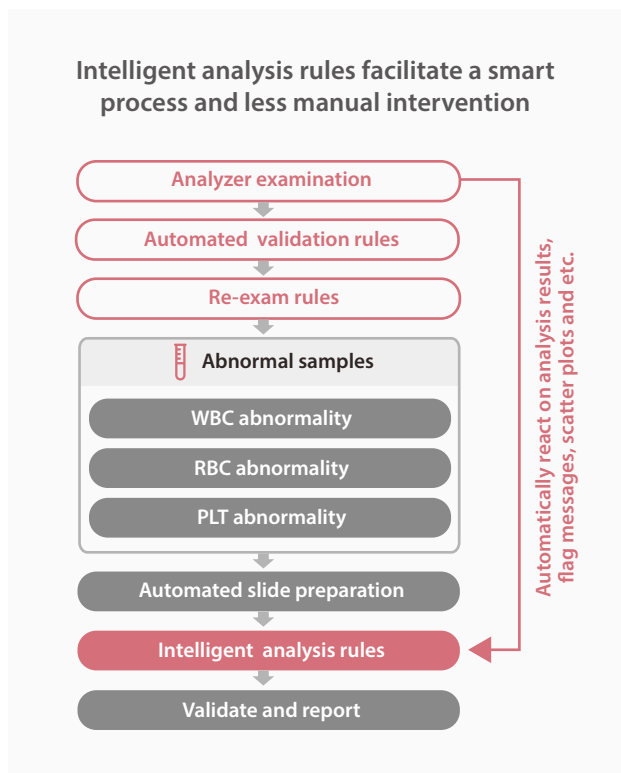 Intelligent analysis rules facilitate a smart
process and less manual intervention
Analyzer examination
Automated validation rules
Re-exam rules
Abnormal samples
WBC abnormality
RBC abnormality
PLT abnormality
Automated slide preparation
Intelligent analysis rules
Validate and report
Automatically react on analysis results,
flag messages, scatter plots and etc.